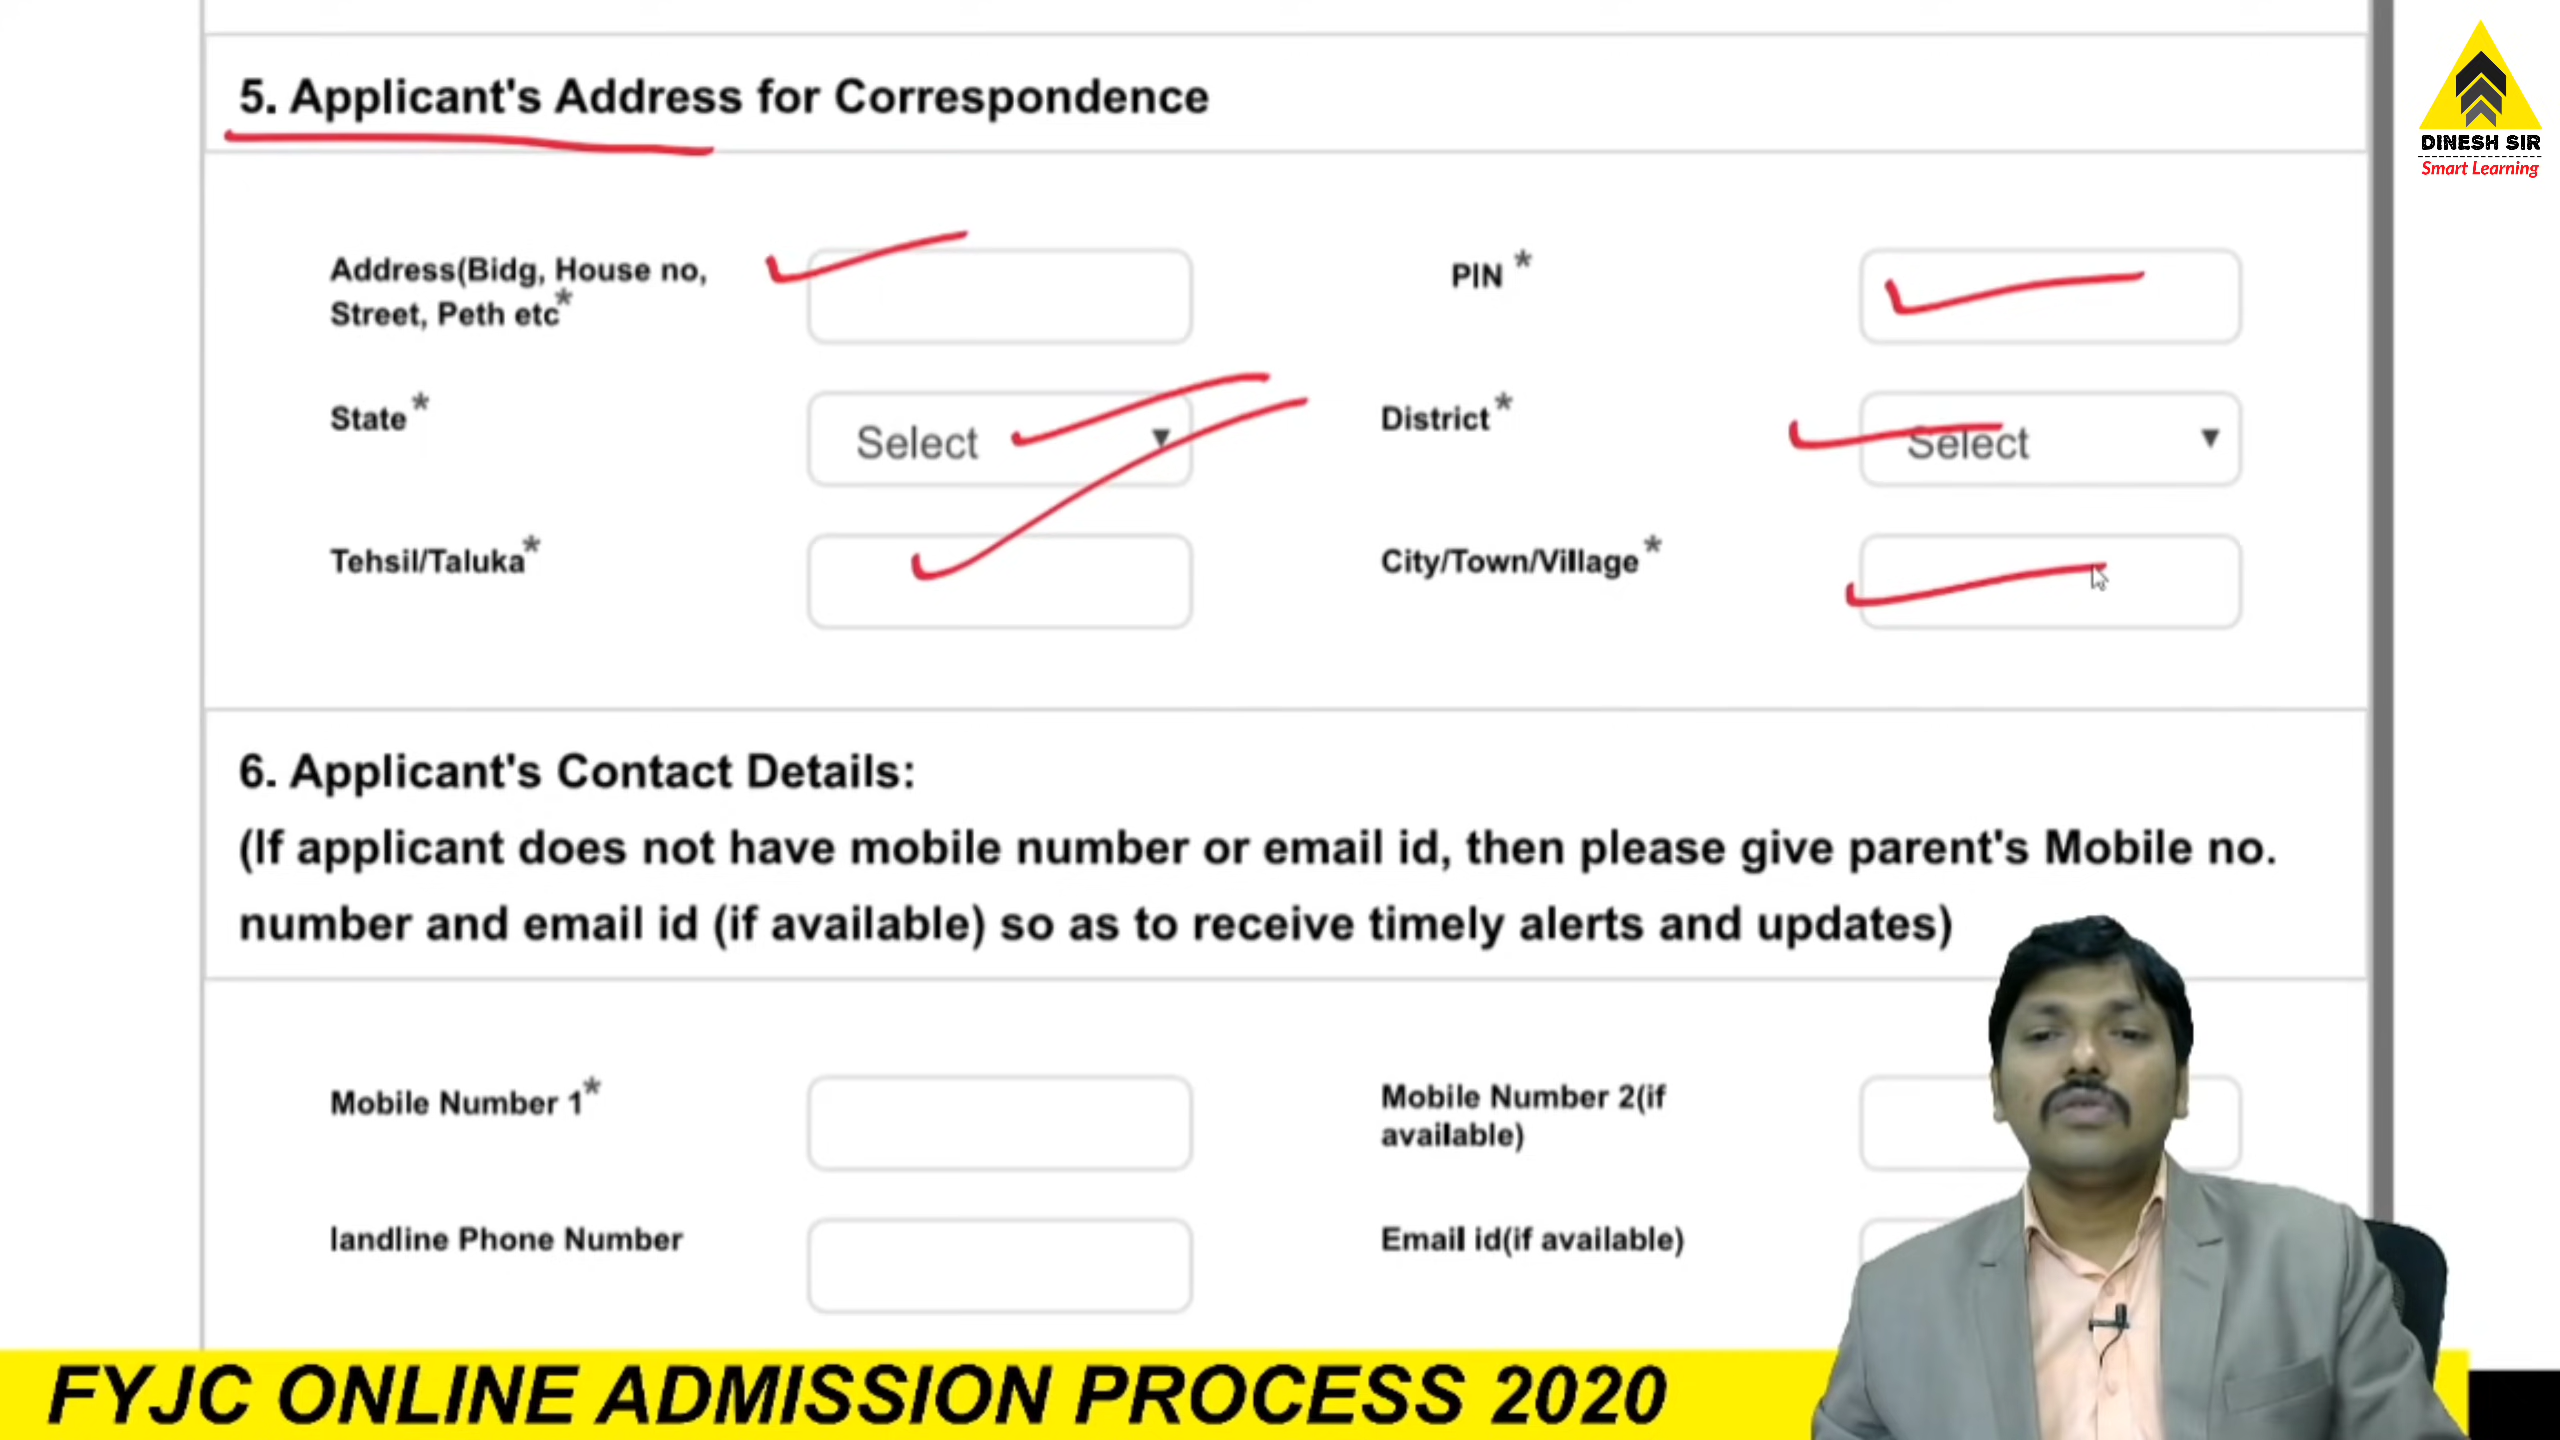 5. Applicant's Address for Correspondence
DINESH SIR
Smart Learning
Address(Bidg, House no,
Street, Peth etc*
PIN *
State *
Select
District *
Select
Tehsil/Taluka*
City/Town/Village *
6. Applicant's Contact Details:
(If applicant does not have mobile number or email id, then please give parent's Mobile no.
number and email id (if available) so as to receive timely alerts and updates)
Mobile Number 1*
Mobile Number 2(if
available)
landline Phone Number
Email id(if available)
FYJC ONLINE ADMISSION PROCESS 2020